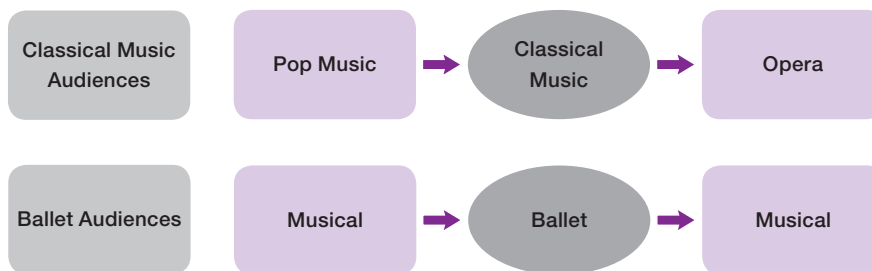 Classical Music
Audiences
Pop Music
Classical
Music
Opera
Ballet Audiences
Musical
Ballet
Musical